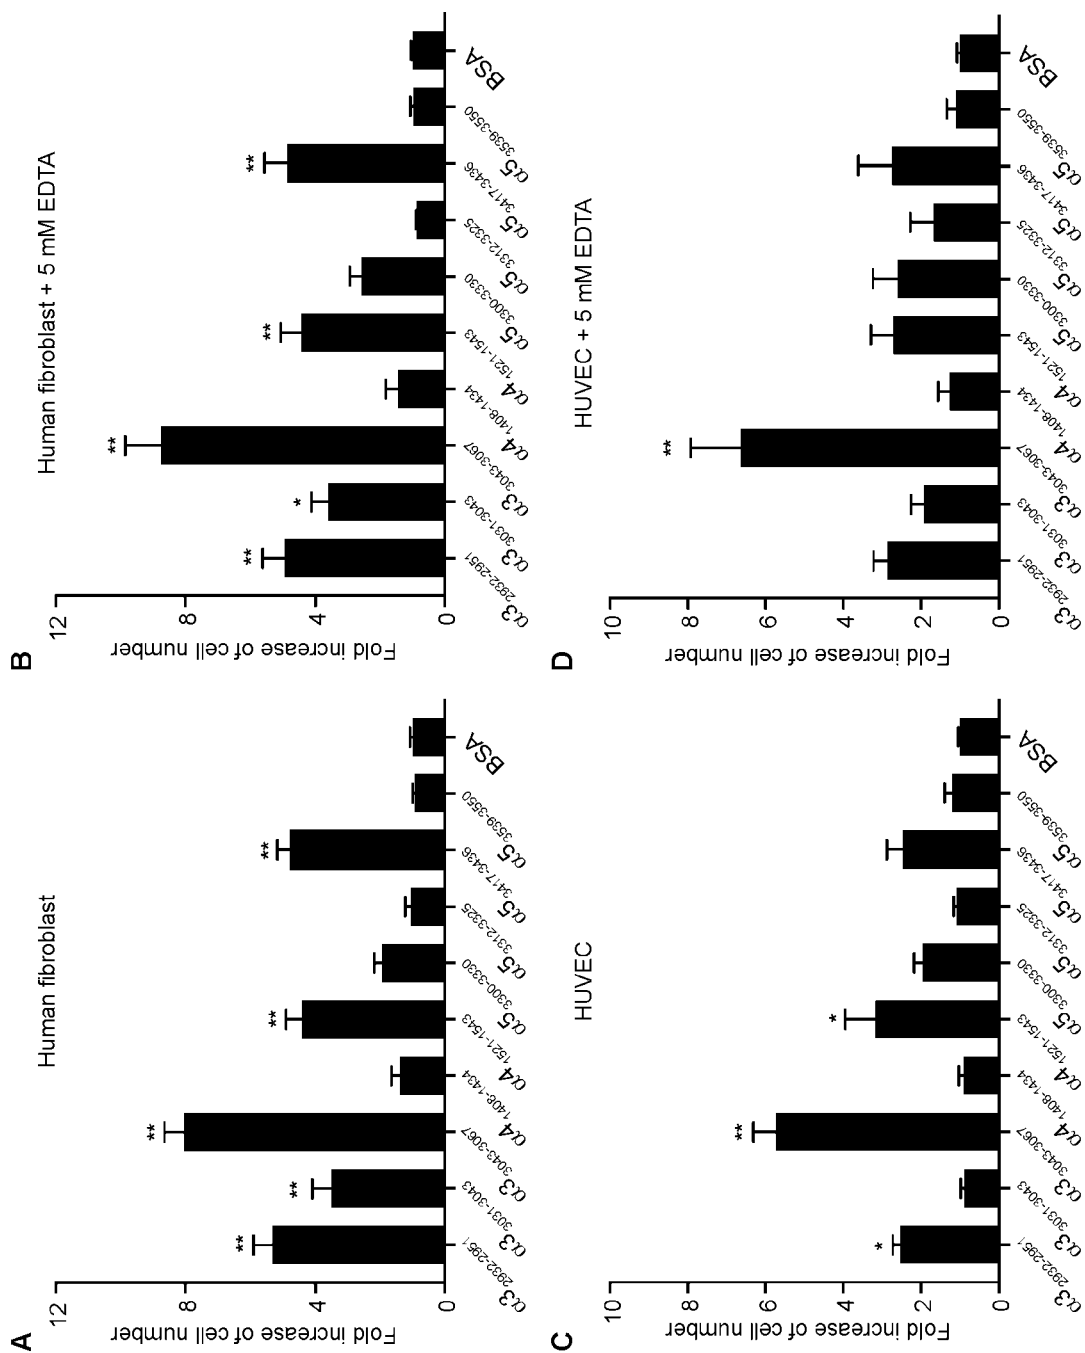 A
Human fibroblast
Fold increase of cell number
12
8
4
0
α3 2932-2951
α3 3031-3043
α3 3043-3067
α4 1408-1434
α4 1521-1543
α5 3300-3330
α5 3312-3325
α5 3417-3436
α5 3539-3550
BSA
**
**
**
**
**
B
Human fibroblast + 5 mM EDTA
Fold increase of cell number
12
8
4
0
α3 2932-2951
α3 3031-3043
α3 3043-3067
α4 1408-1434
α4 1521-1543
α5 3300-3330
α5 3312-3325
α5 3417-3436
α5 3539-3550
BSA
**
*
**
**
**
C
HUVEC
Fold increase of cell number
10
8
6
4
2
0
α3 2932-2951
α3 3031-3043
α3 3043-3067
α4 1408-1434
α4 1521-1543
α5 3300-3330
α5 3312-3325
α5 3417-3436
α5 3539-3550
BSA
*
**
*
D
HUVEC + 5 mM EDTA
Fold increase of cell number
10
8
6
4
2
0
α3 2932-2951
α3 3031-3043
α3 3043-3067
α4 1408-1434
α4 1521-1543
α5 3300-3330
α5 3312-3325
α5 3417-3436
α5 3539-3550
BSA
**